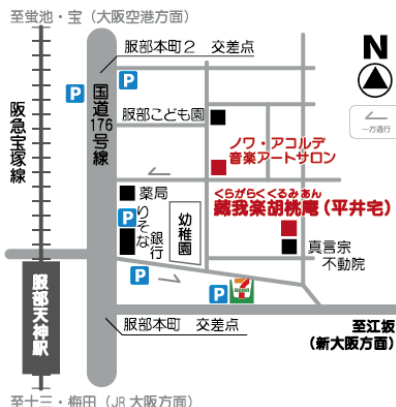 至蛍池・宝（大阪空港方面）
服部本町2 交差点
N
P
P
国道176号線
阪急宝塚線
服部こども園
一方通行
ノワ・アコルデ
音楽アートサロン
くらがらくくるみあん
藏我楽胡桃庵（平井宅）
薬局
P
りそな銀行
幼稚園
真言宗
不動院
P
P
7
ELEVEN
服部天神駅
服部本町 交差点
至江坂
（新大阪方面）
至十三・梅田（JR大阪方面）